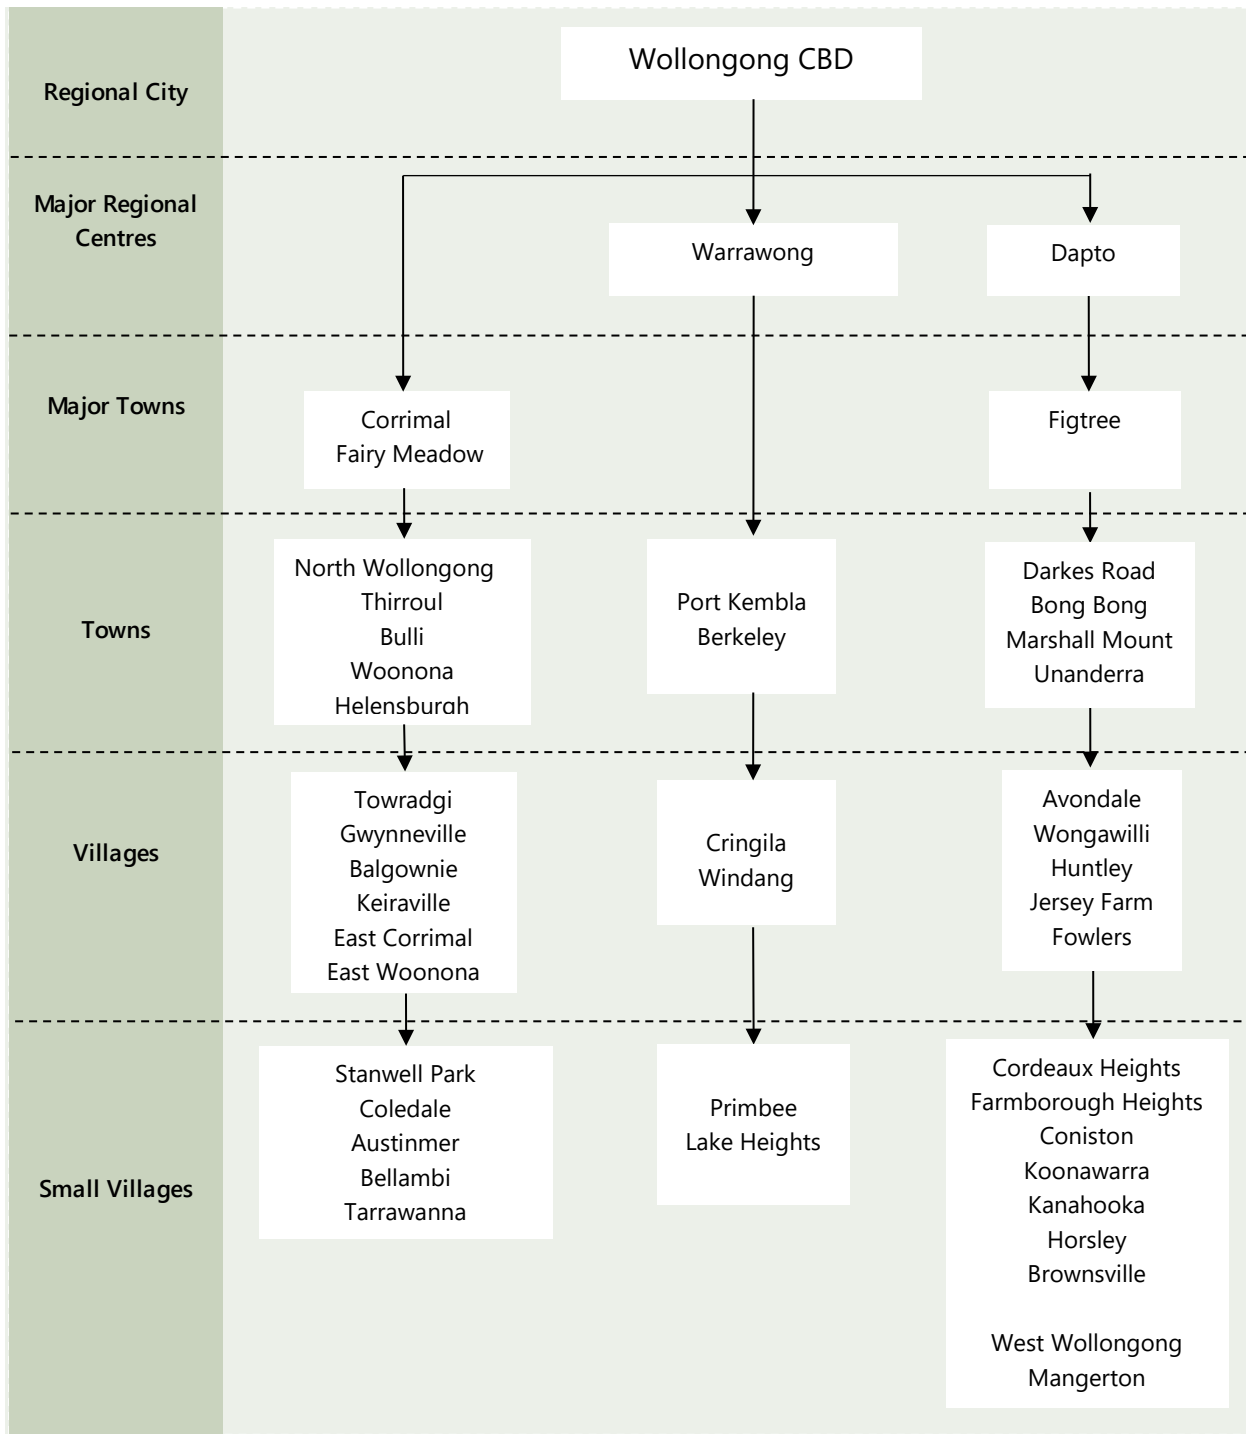 Regional City
Wollongong CBD
Major Regional
Centres
Warrawong
Dapto
Major Towns
Corrimal
Fairy Meadow
Figtree
Towns
North Wollongong
Thirroul
Bulli
Woonona
Helensburgh
Port Kembla
Berkeley
Darkes Road
Bong Bong
Marshall Mount
Unanderra
Villages
Towradgi
Gwynneville
Balgownie
Keiraville
East Corrimal
East Woonona
Cringila
Windang
Avondale
Wongawilli
Huntley
Jersey Farm
Fowlers
Small Villages
Stanwell Park
Coledale
Austinmer
Bellambi
Tarrawanna
Primbee
Lake Heights
Cordeaux Heights
Farmborough Heights
Coniston
Koonawarra
Kanahooka
Horsley
Brownsville
West Wollongong
Mangerton